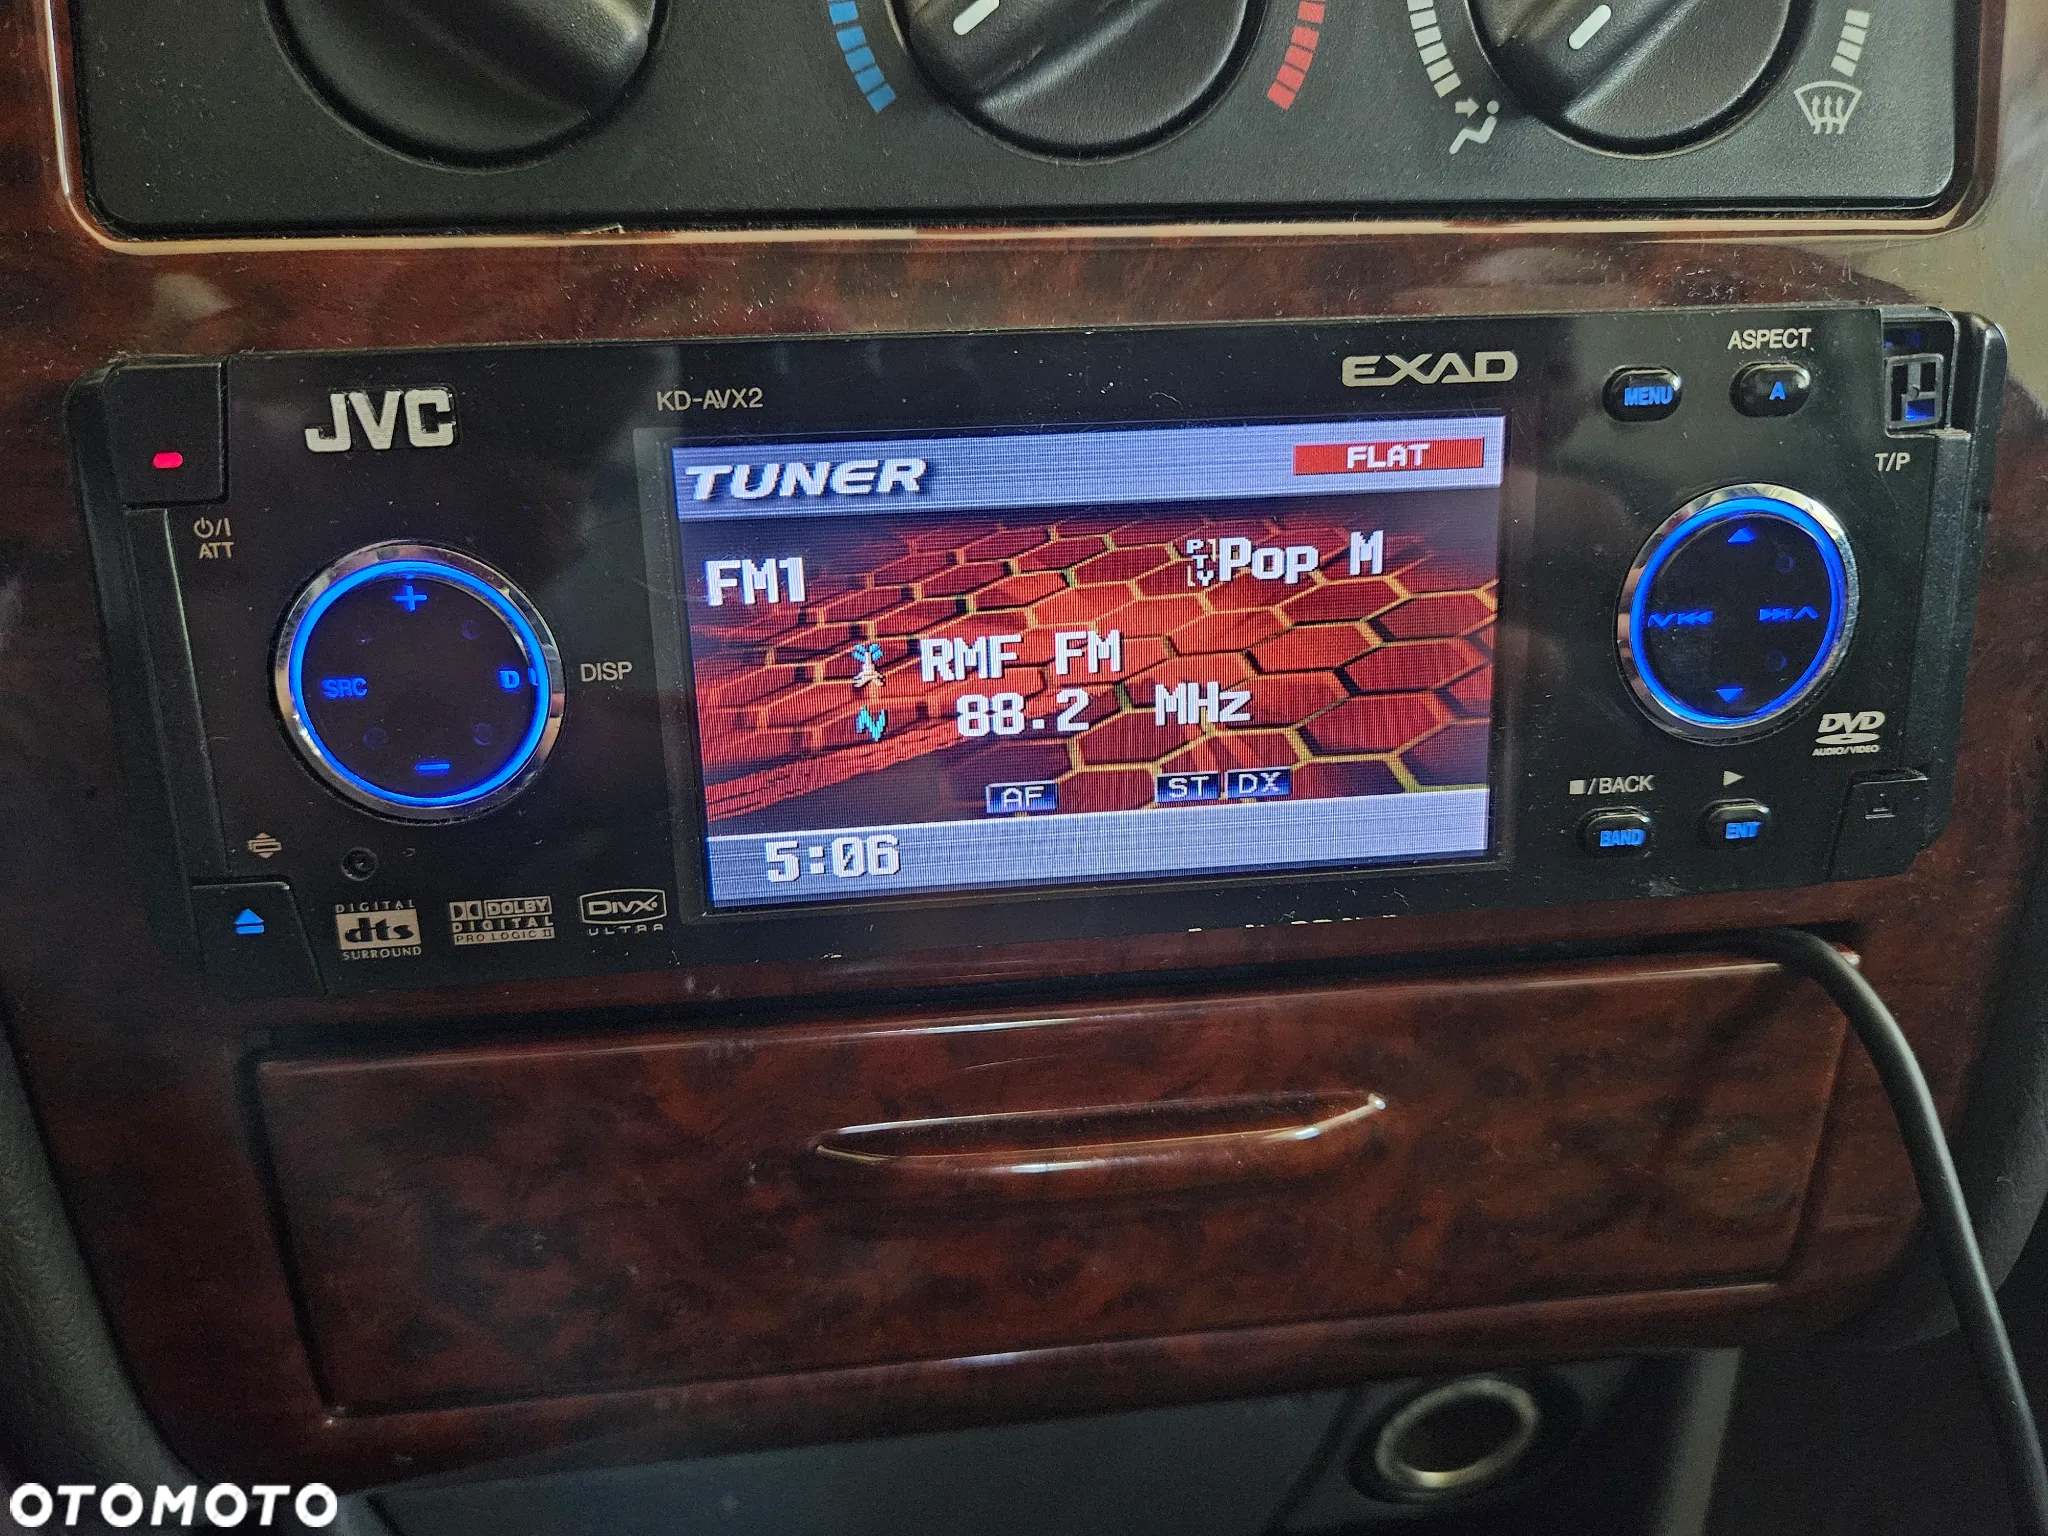 JVC
KD-AVX2
EXAD
MENU
ASPECT
A
T/P
⏻/I
ATT
TUNER
FLAT
FM1
PTY Pop M
RMF FM
88.2 MHz
AF ST DX
5:06
+
SRC
D
DISP
−
DVD
AUDIO/VIDEO
■/BACK
BAND
ENT
DIGITAL
dts
SURROUND
DOLBY
DIGITAL
PRO LOGIC II
DIVX
ULTRA
OTOMOTO